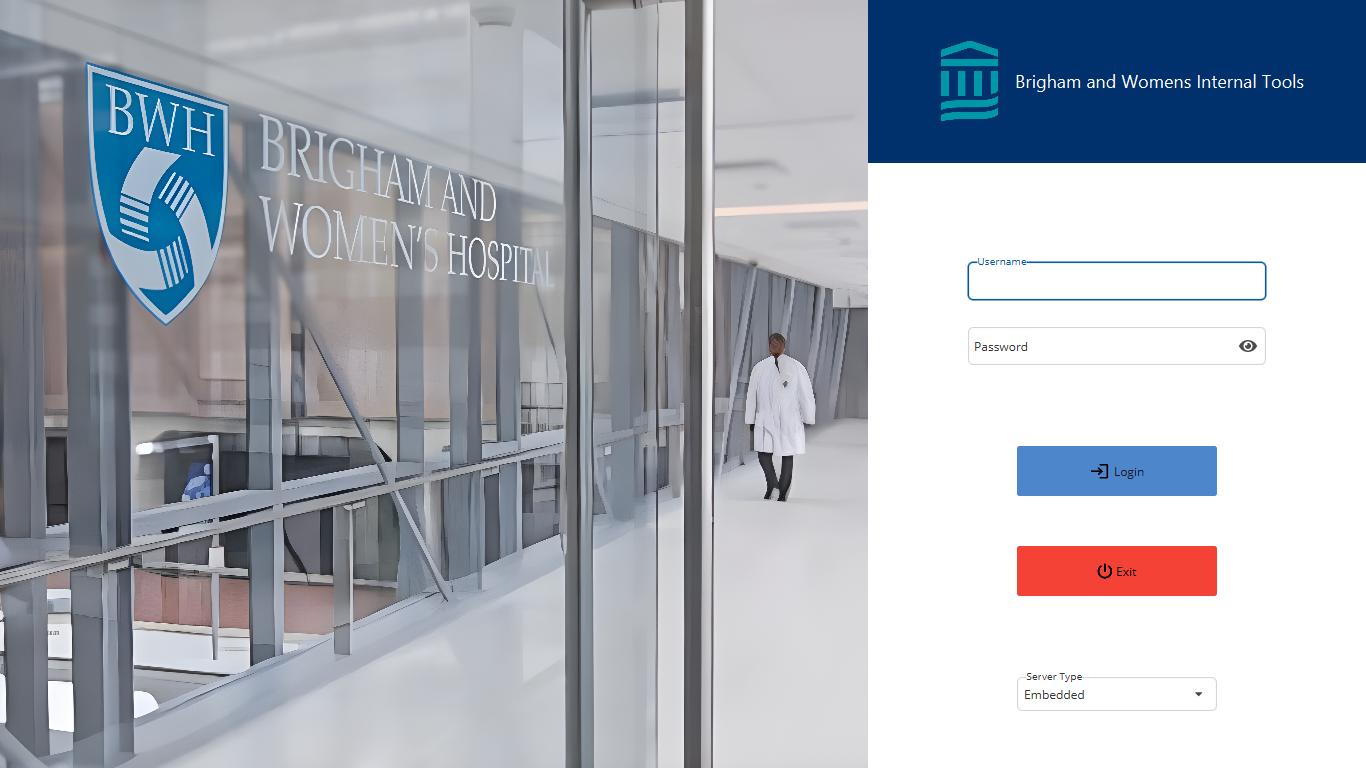 BWH
BRIGHAM AND
WOMEN'S HOSPITAL
Brigham and Womens Internal Tools
Username
Password
Login
Exit
Server Type
Embedded